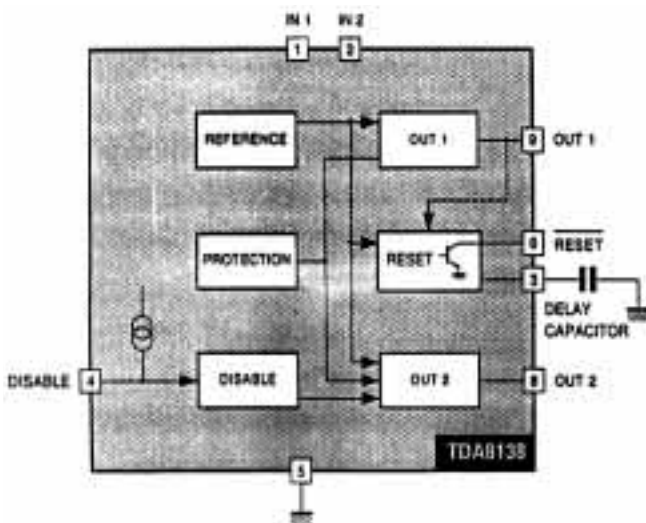 IN 1 IN 2
1 2
REFERENCE
OUT 1
9 OUT 1
PROTECTION
RESET
6 RESET
3
DELAY
CAPACITOR
DISABLE 4
DISABLE
OUT 2
8 OUT 2
TDA8138
5